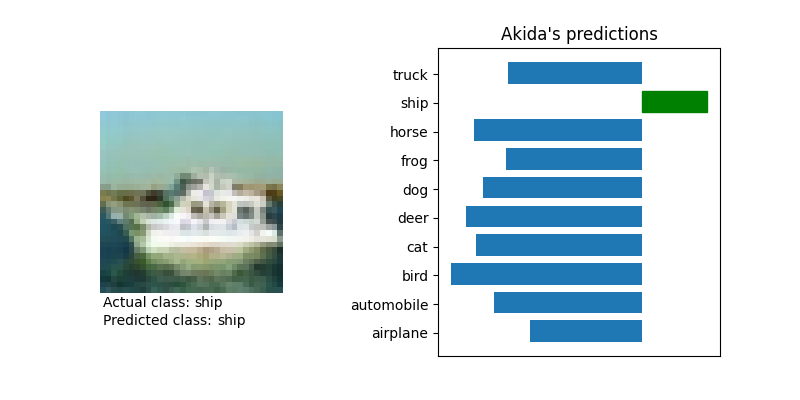 Akida's predictions
truck
ship
horse
frog
dog
deer
cat
bird
automobile
airplane
Actual class: ship
Predicted class: ship